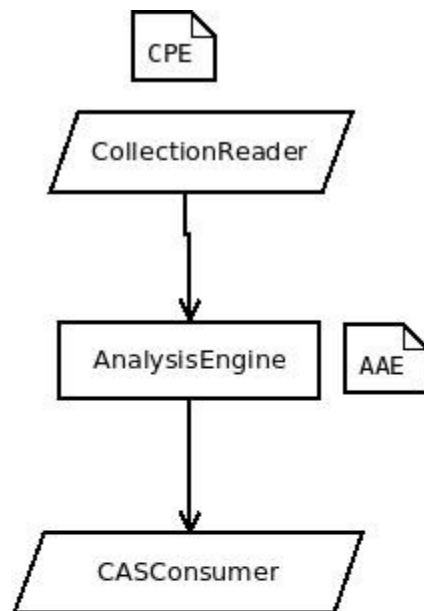 CPE
CollectionReader
AnalysisEngine
AAE
CASConsumer